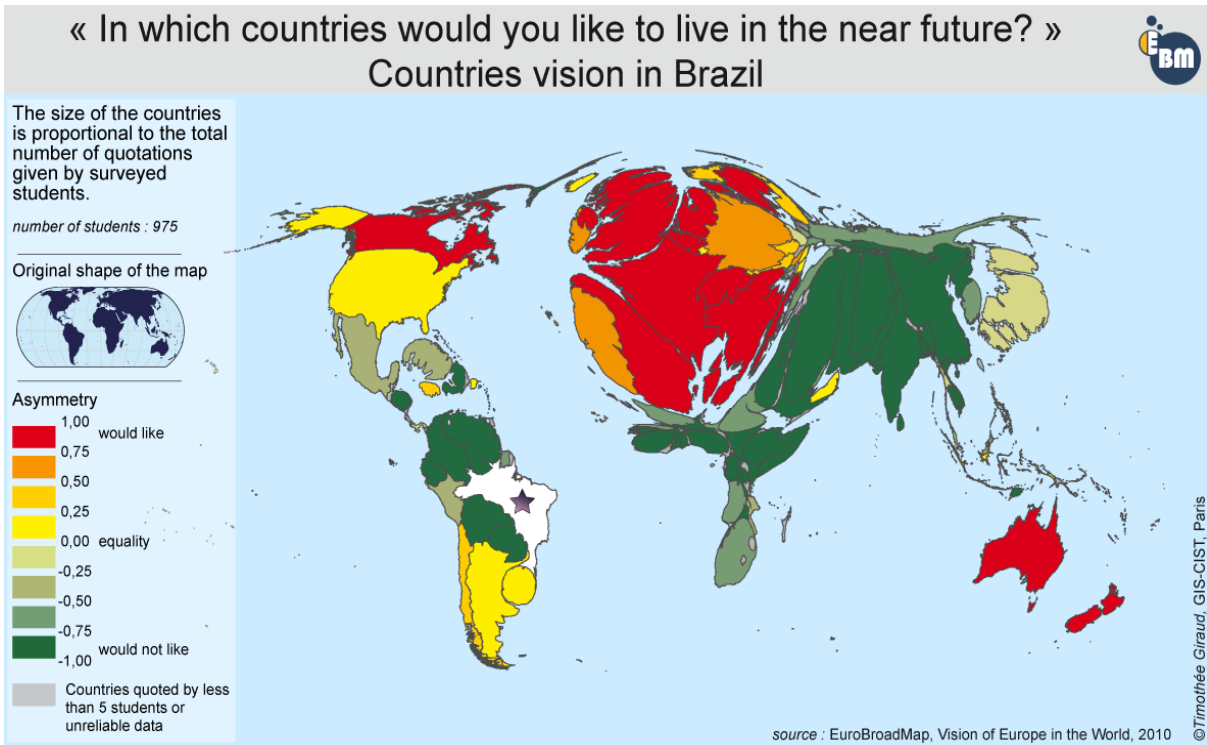 « In which countries would you like to live in the near future? »
Countries vision in Brazil
EBM
The size of the countries
is proportional to the total
number of quotations
given by surveyed
students.
number of students : 975
Original shape of the map
Asymmetry
1,00
would like
0,75
0,50
0,25
0,00 equality
-0,25
-0,50
-0,75
would not like
-1,00
Countries quoted by less
than 5 students or
unreliable data
source : EuroBroadMap, Vision of Europe in the World, 2010
©Timothée Giraud, GIS-CIST, Paris